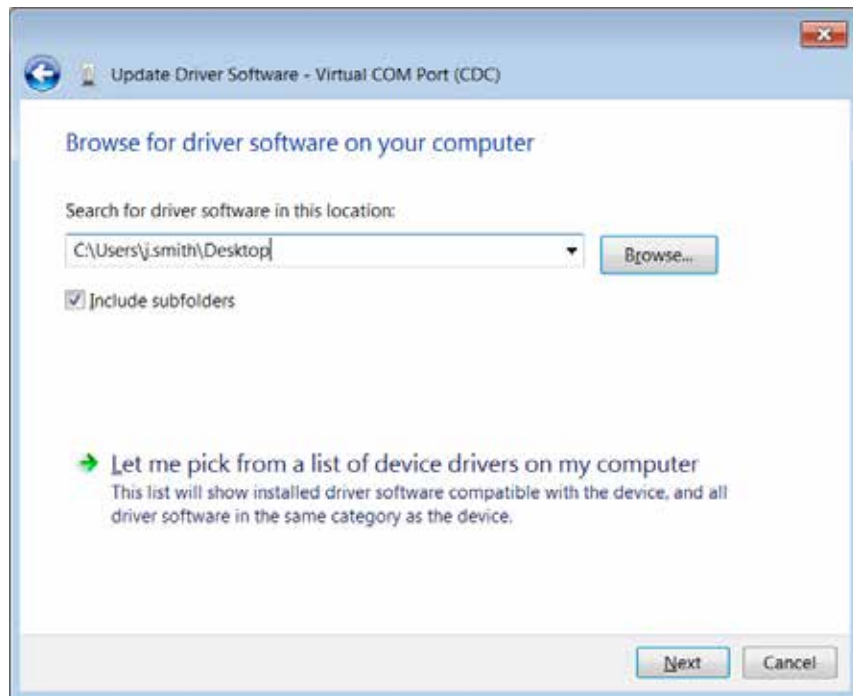 Update Driver Software - Virtual COM Port (CDC)
Browse for driver software on your computer
Search for driver software in this location:
C:\Users\j.smith\Desktop
Browse...
Include subfolders
Let me pick from a list of device drivers on my computer
This list will show installed driver software compatible with the device, and all
driver software in the same category as the device.
Next
Cancel